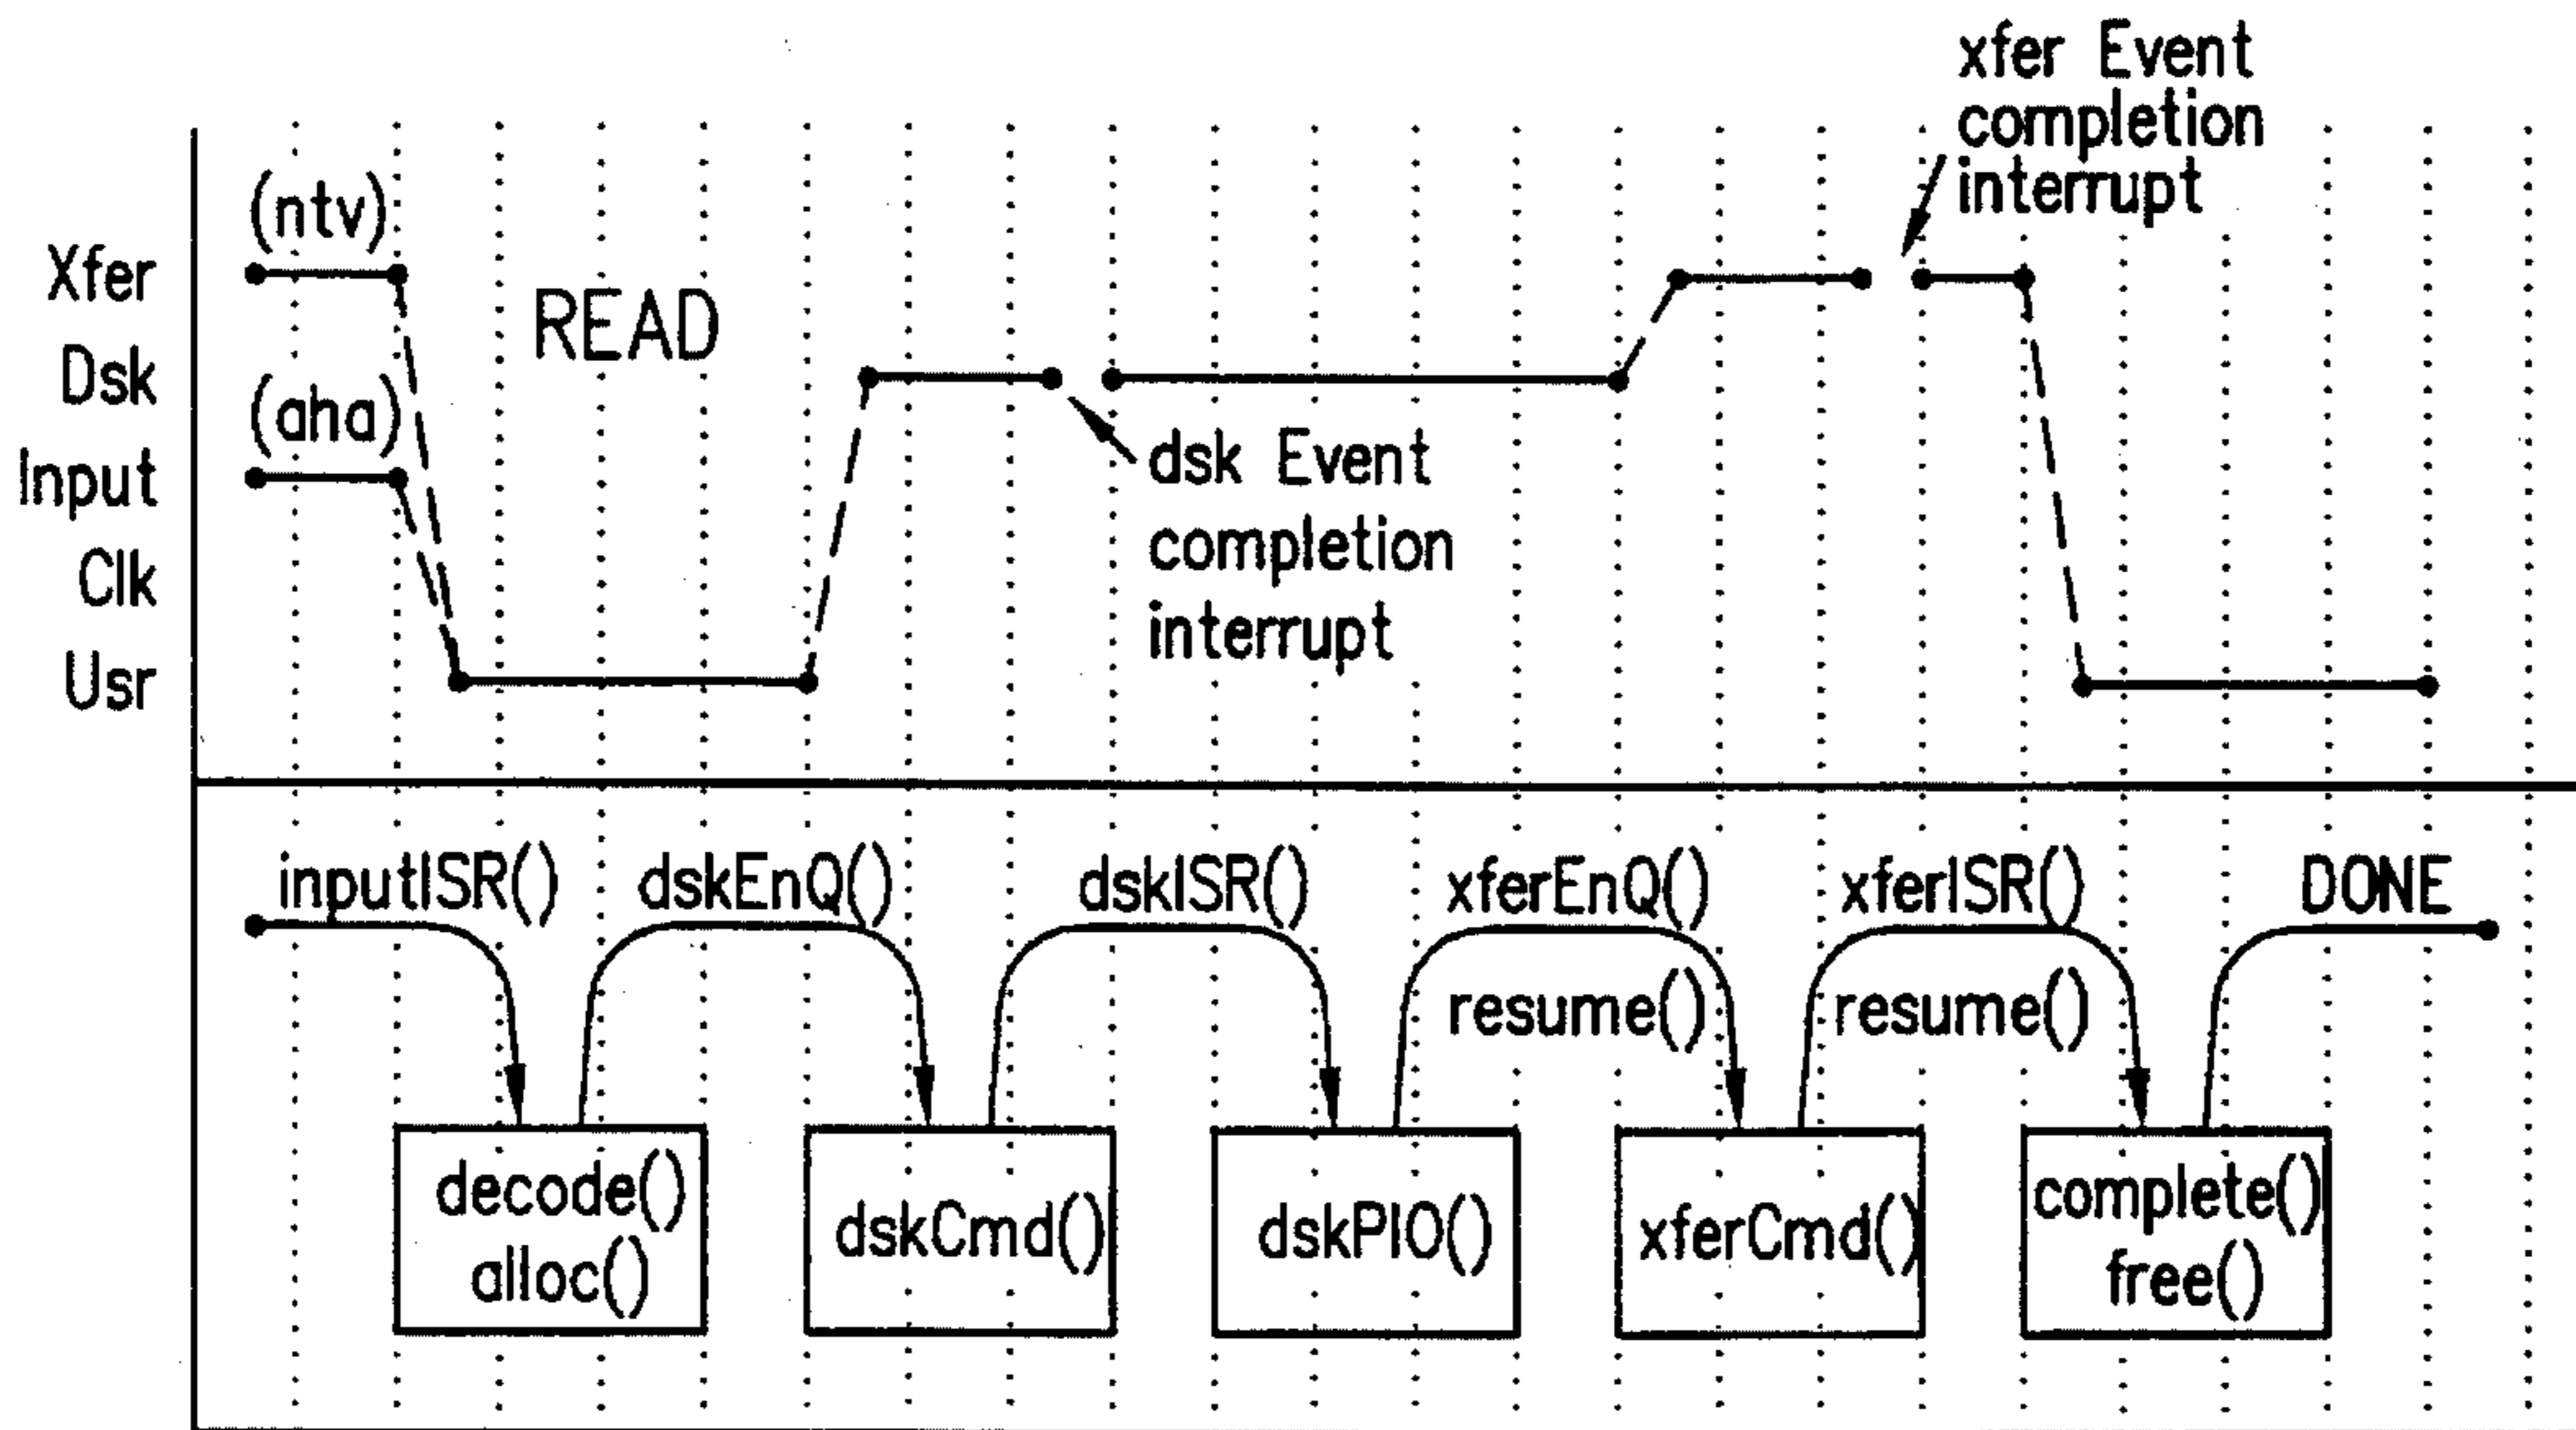 xfer Event
completion
interrupt
(ntv)
Xfer
READ
Dsk
(aha)
Input
dsk Event
completion
interrupt
Clk
Usr
inputISR()
dskEnQ()
dskISR()
xferEnQ()
xferISR()
DONE
resume()
resume()
decode()
alloc()
dskCmd()
dskPIO()
xferCmd()
complete()
free()